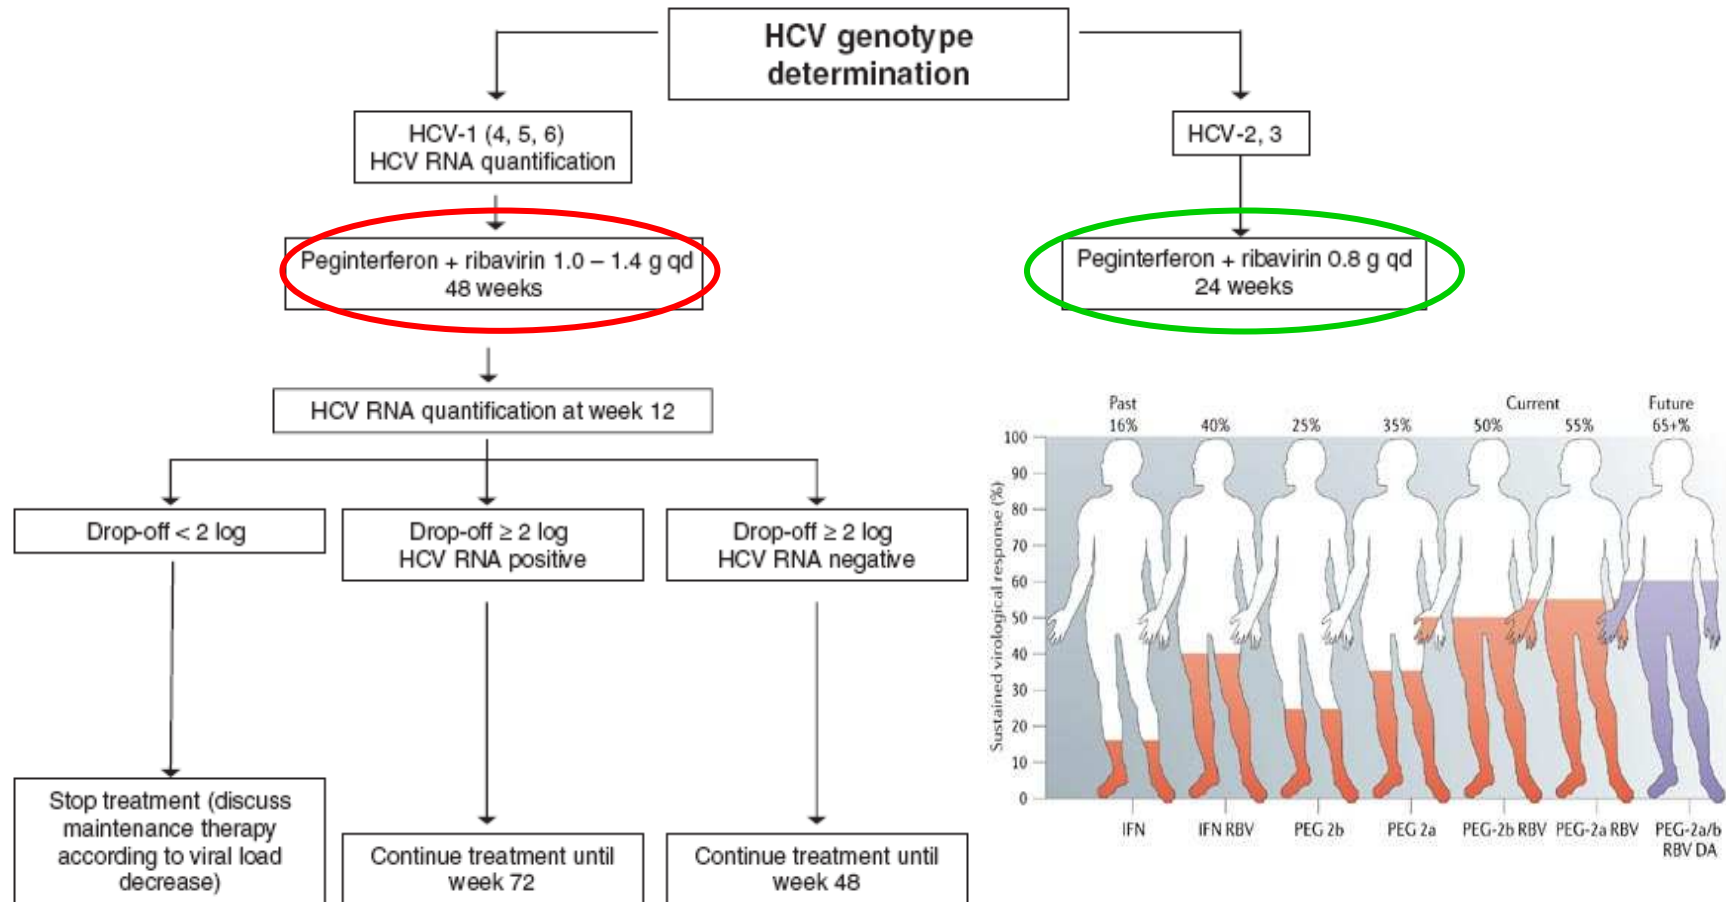 HCV genotype
determination
HCV-1 (4, 5, 6)
HCV RNA quantification
HCV-2, 3
Peginterferon + ribavirin 1.0 – 1.4 g qd
48 weeks
Peginterferon + ribavirin 0.8 g qd
24 weeks
HCV RNA quantification at week 12
Drop-off < 2 log
Drop-off ≥ 2 log
HCV RNA positive
Drop-off ≥ 2 log
HCV RNA negative
Stop treatment (discuss
maintenance therapy
according to viral load
decrease)
Continue treatment until
week 72
Continue treatment until
week 48
Past
Current
Future
16%
40%
25%
35%
50%
55%
65+%
Sustained virological response (%)
100
90
80
70
60
50
40
30
20
10
0
IFN
IFN RBV
PEG 2b
PEG 2a
PEG-2b RBV
PEG-2a RBV
PEG-2a/b
RBV DA